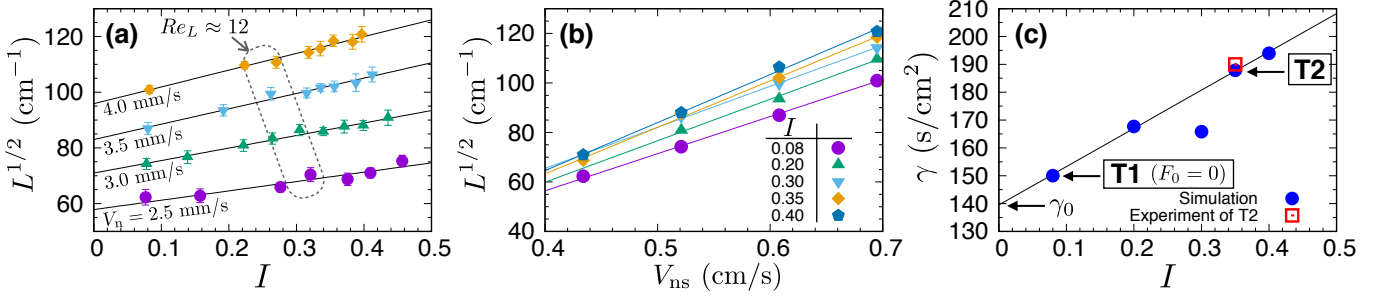 (a)
Re_L ≈ 12
L^{1/2} (cm^{-1})
120
100
80
60
4.0 mm/s
3.5 mm/s
3.0 mm/s
V_n = 2.5 mm/s
0 0.1 0.2 0.3 0.4 0.5
I
(b)
L^{1/2} (cm^{-1})
120
100
80
60
40
I
0.08
0.20
0.30
0.35
0.40
0.4 0.5 0.6 0.7
V_ns (cm/s)
(c)
γ (s/cm^2)
210
200
190
180
170
160
150
140
130
T2
T1 (F_0 = 0)
γ_0
Simulation
Experiment of T2
0 0.1 0.2 0.3 0.4 0.5
I